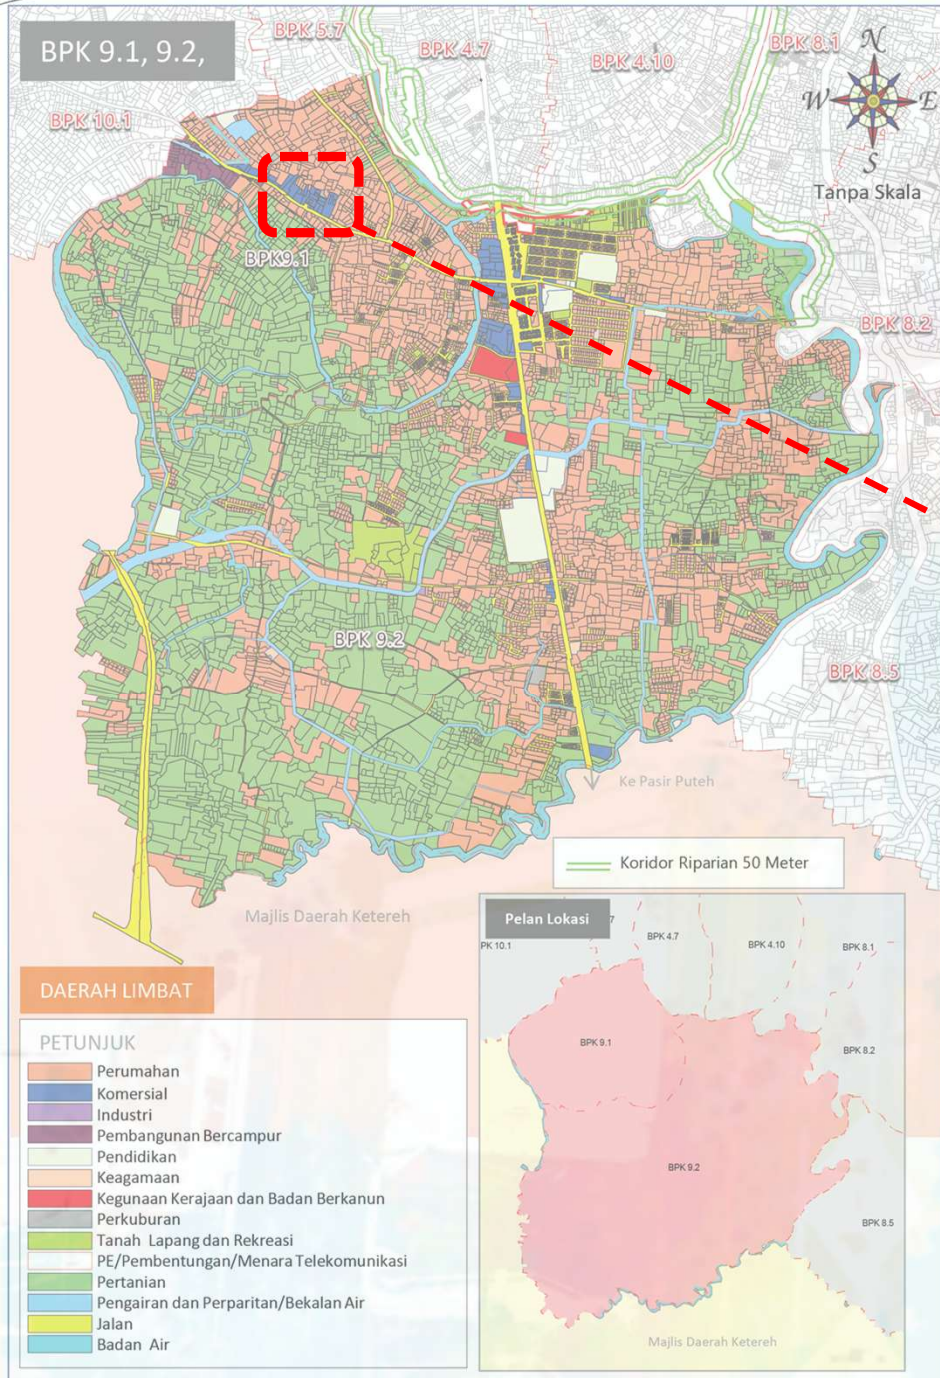 BPK 9.1, 9.2,
BPK 5.7
BPK 4.7
BPK 4.10
BPK 8.1
N
W
E
S
Tanpa Skala
BPK 10.1
BPK9.1
BPK 8.2
BPK 9.2
BPK 8.5
Ke Pasir Puteh
Koridor Riparian 50 Meter
Majlis Daerah Ketereh
Pelan Lokasi
7
PK 10.1
BPK 4.7
BPK 4.10
BPK 8.1
BPK 9.1
BPK 8.2
BPK 9.2
BPK 8.5
Majlis Daerah Ketereh
DAERAH LIMBAT
PETUNJUK
Perumahan
Komersial
Industri
Pembangunan Bercampur
Pendidikan
Keagamaan
Kegunaan Kerajaan dan Badan Berkanun
Perkuburan
Tanah Lapang dan Rekreasi
PE/Pembentungan/Menara Telekomunikasi
Pertanian
Pengairan dan Perparitan/Bekalan Air
Jalan
Badan Air